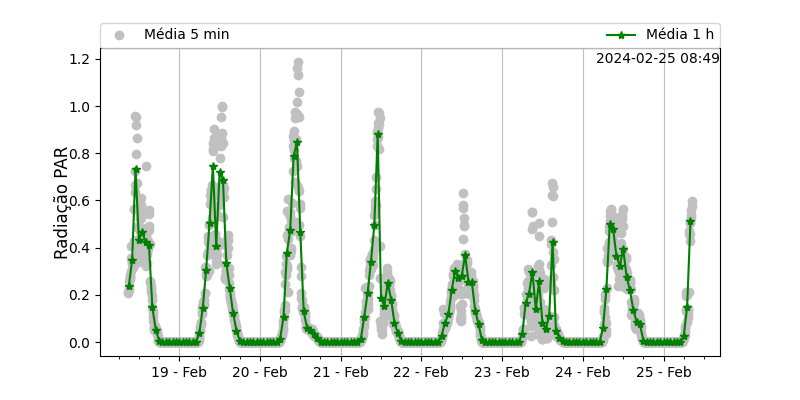 Média 5 min
Média 1 h
2024-02-25 08:49
Radiação PAR
1.2
1.0
0.8
0.6
0.4
0.2
0.0
19 - Feb
20 - Feb
21 - Feb
22 - Feb
23 - Feb
24 - Feb
25 - Feb